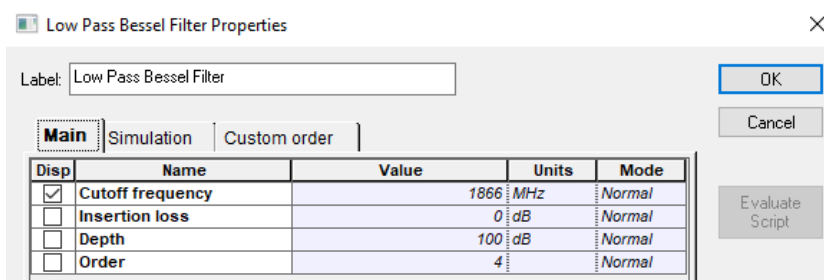 Low Pass Bessel Filter Properties
Label: Low Pass Bessel Filter
OK
Cancel
Main Simulation Custom order
Disp Name Value Units Mode
Cutoff frequency 1866 MHz Normal
Insertion loss 0 dB Normal
Depth 100 dB Normal
Order 4 Normal
Evaluate
Script